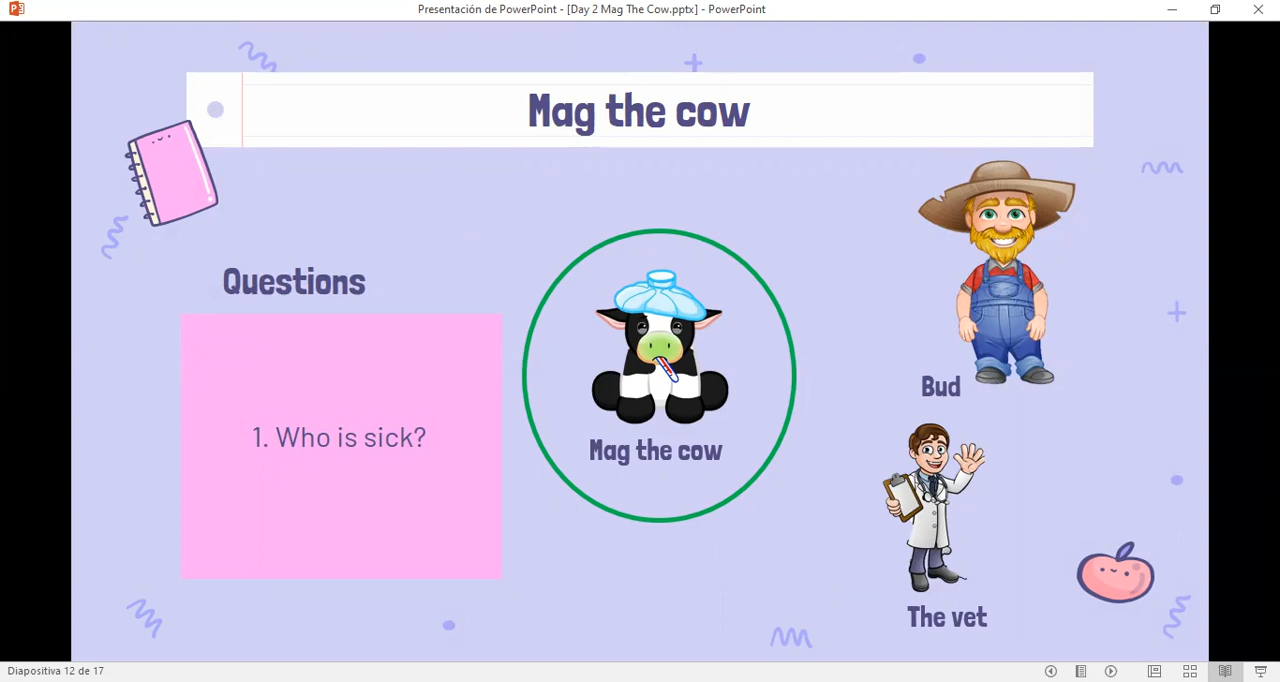 Presentación de PowerPoint - [Day 2 Mag The Cow.pptx] - PowerPoint
Mag the cow
Questions
1. Who is sick?
Mag the cow
Bud
The vet
Diapositiva 12 de 17